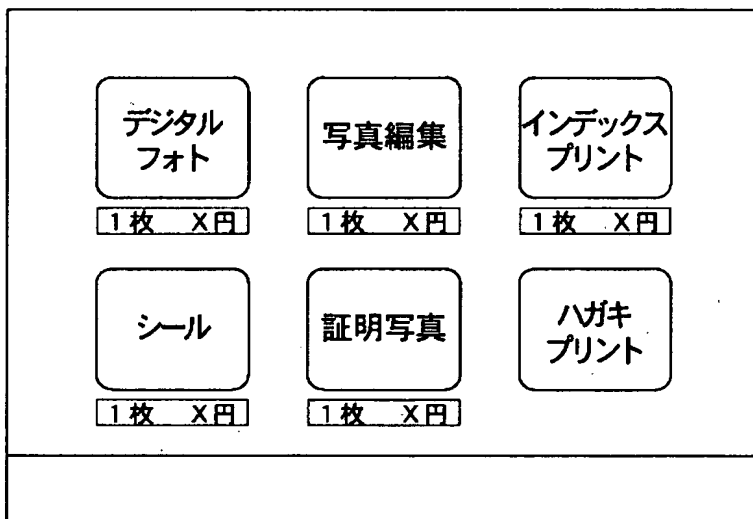 デジタル
フォト
写真編集
インデックス
プリント
1枚 X円
1枚 X円
1枚 X円
シール
証明写真
ハガキ
プリント
1枚 X円
1枚 X円